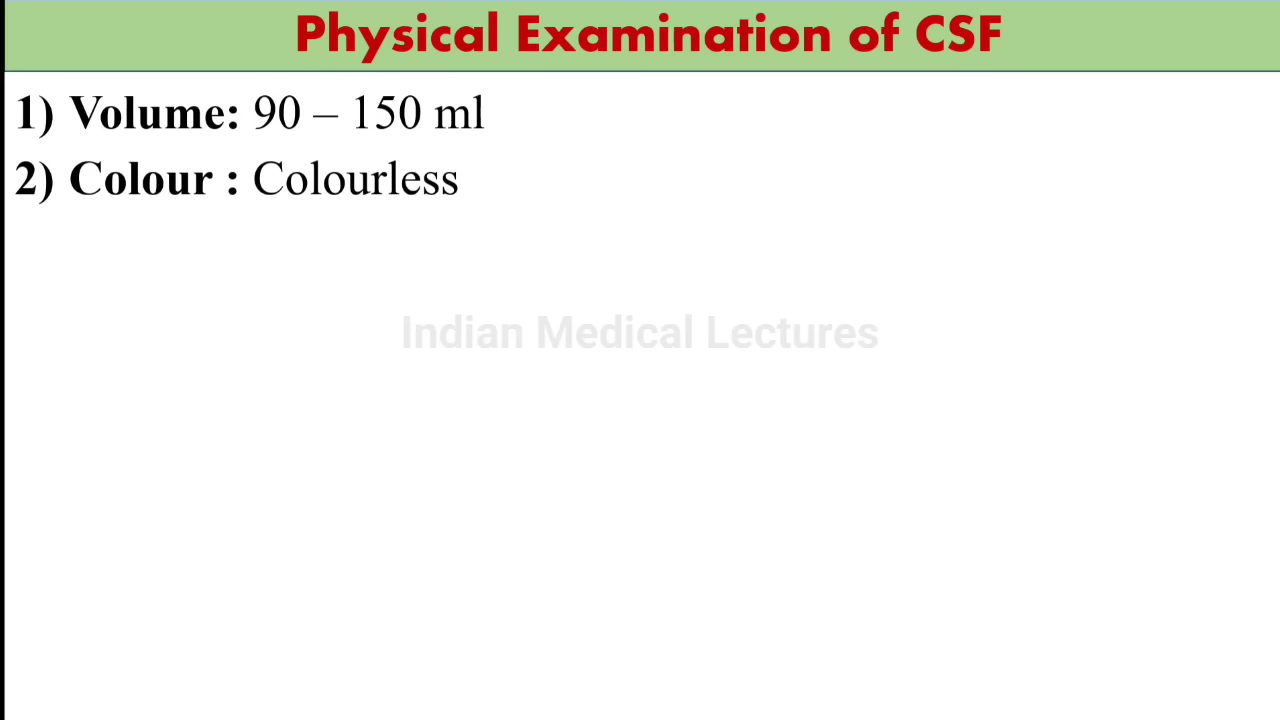 Physical Examination of CSF
1) Volume: 90 – 150 ml
2) Colour : Colourless
Indian Medical Lectures